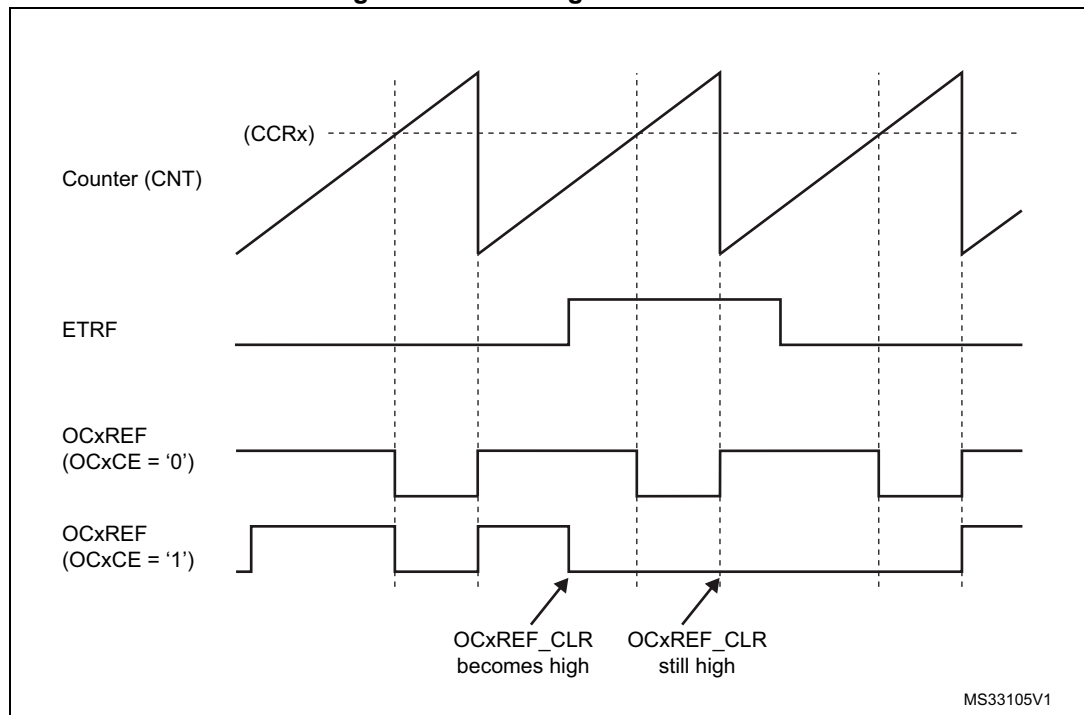 (CCRx)
Counter (CNT)
ETRF
OCxREF
(OCxCE = ‘0’)
OCxREF
(OCxCE = ‘1’)
OCxREF_CLR
becomes high
OCxREF_CLR
still high
MS33105V1